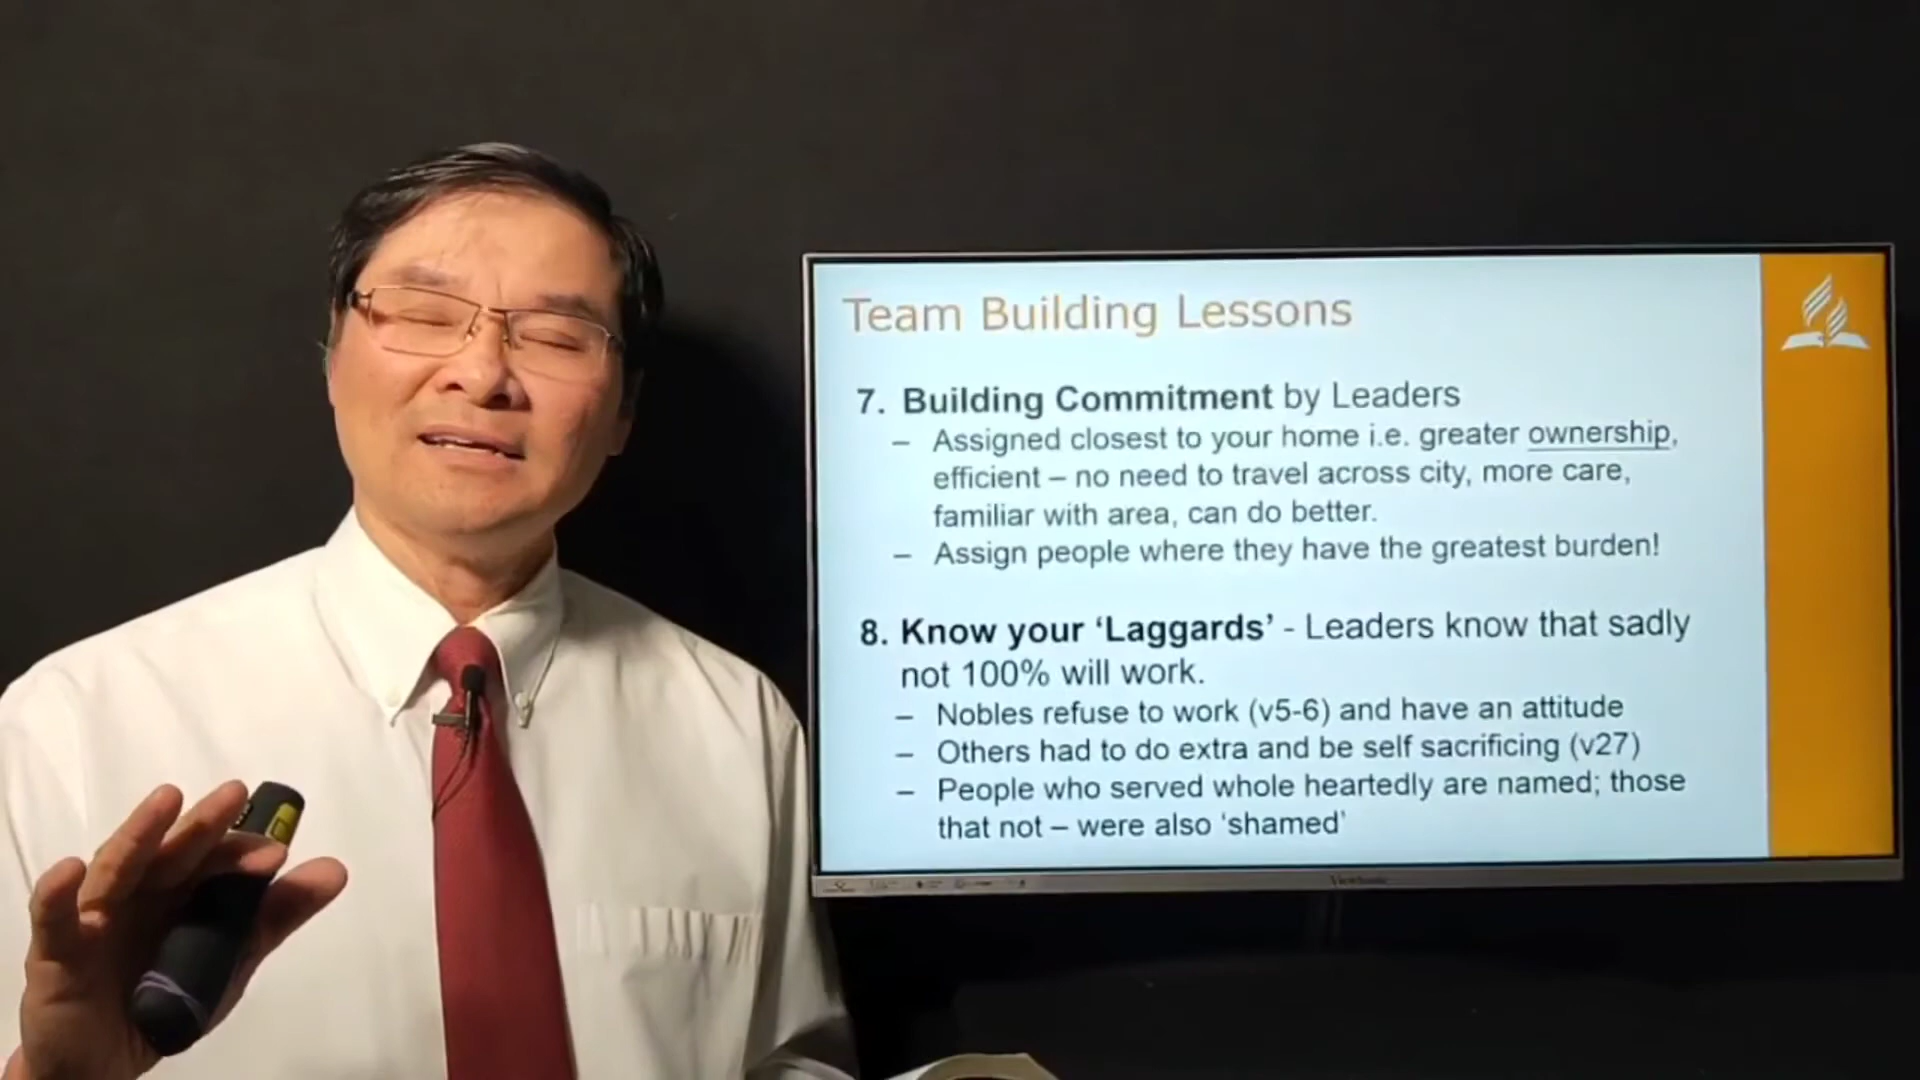 Team Building Lessons
7. Building Commitment by Leaders
– Assigned closest to your home i.e. greater ownership,
efficient – no need to travel across city, more care,
familiar with area, can do better.
– Assign people where they have the greatest burden!
8. Know your ‘Laggards’ - Leaders know that sadly
not 100% will work.
– Nobles refuse to work (v5-6) and have an attitude
– Others had to do extra and be self sacrificing (v27)
– People who served whole heartedly are named; those
that not – were also ‘shamed’
ViewSonic